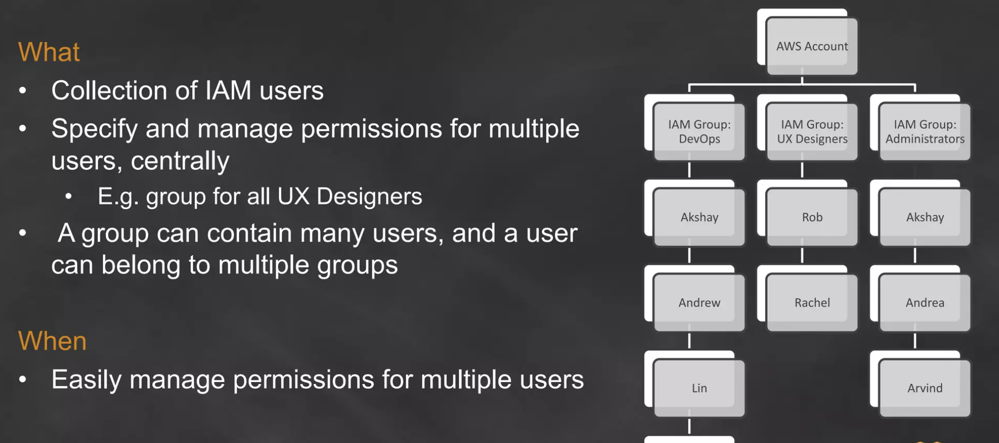 What
• Collection of IAM users
• Specify and manage permissions for multiple
users, centrally
• E.g. group for all UX Designers
• A group can contain many users, and a user
can belong to multiple groups
When
• Easily manage permissions for multiple users
AWS Account
IAM Group:
DevOps
IAM Group:
UX Designers
IAM Group:
Administrators
Akshay
Rob
Akshay
Andrew
Rachel
Andrea
Lin
Arvind